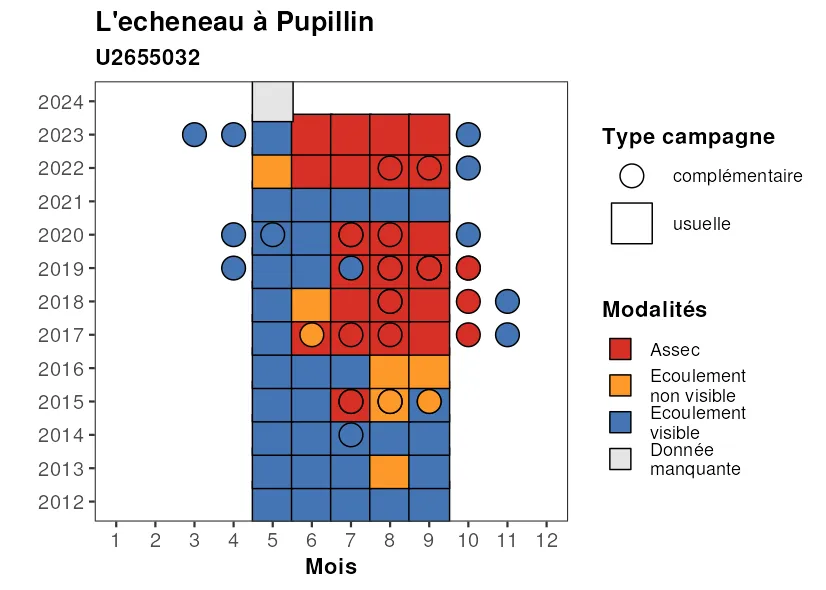 L'echeneau à Pupillin
U2655032
2024
2023
2022
2021
2020
2019
2018
2017
2016
2015
2014
2013
2012
1 2 3 4 5 6 7 8 9 10 11 12
Mois
Type campagne
complémentaire
usuelle
Modalités
Assec
Ecoulement
non visible
Ecoulement
visible
Donnée
manquante